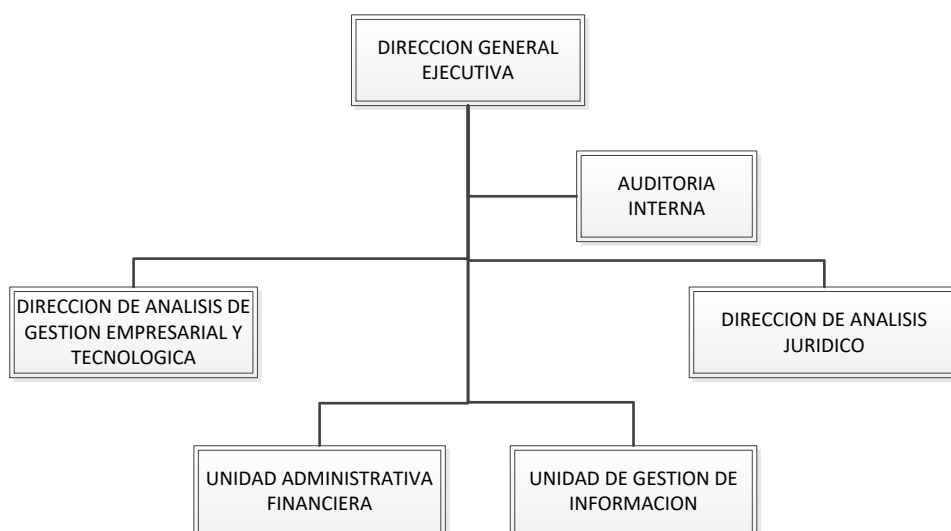 DIRECCION GENERAL
EJECUTIVA
AUDITORIA
INTERNA
DIRECCION DE ANALISIS DE
GESTION EMPRESARIAL Y
TECNOLOGICA
DIRECCION DE ANALISIS
JURIDICO
UNIDAD ADMINISTRATIVA
FINANCIERA
UNIDAD DE GESTION DE
INFORMACION